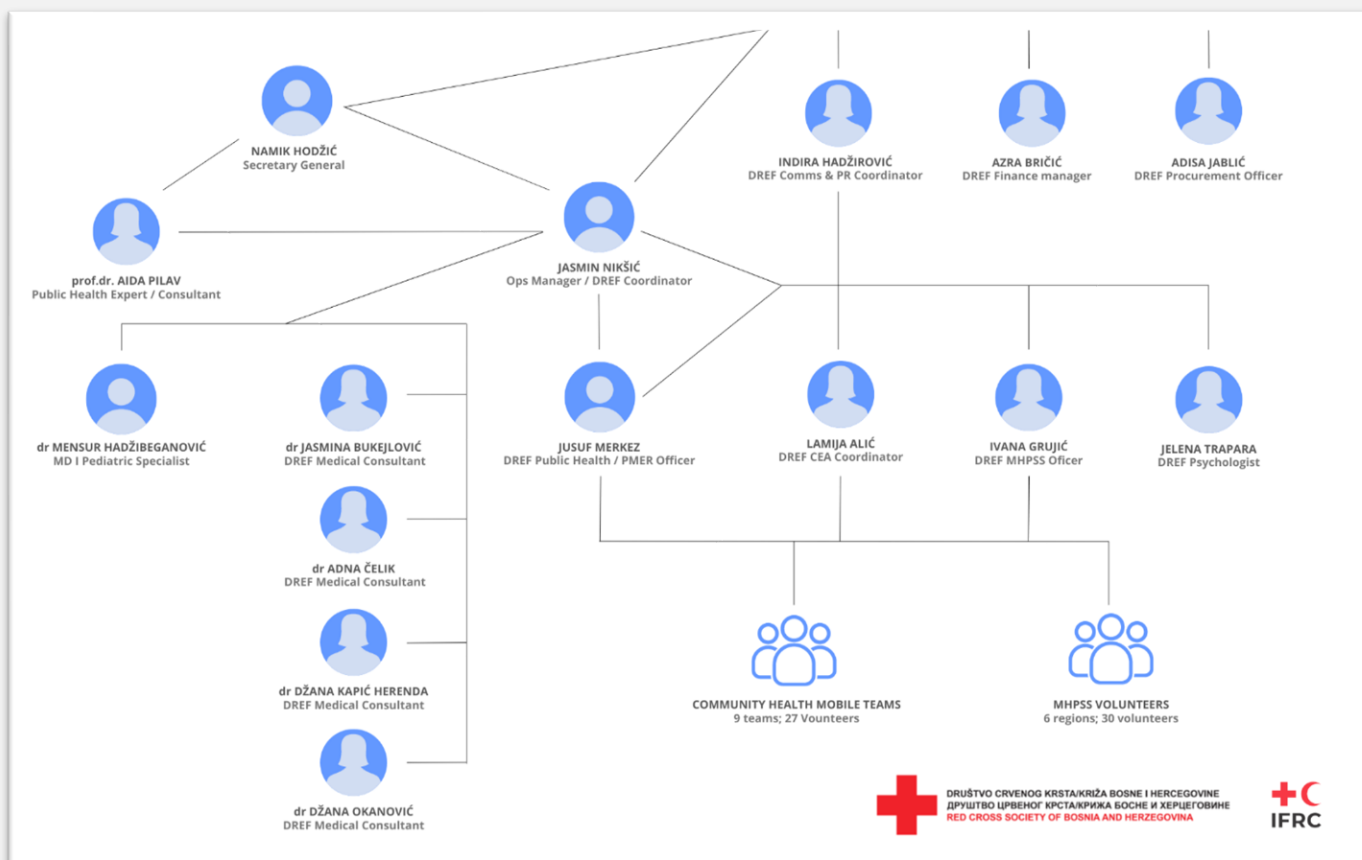 NAMIK HODŽIĆ
Secretary General
INDIRA HADŽIROVIĆ
DREF Comms & PR Coordinator
AZRA BRIČIĆ
DREF Finance manager
ADISA JABLIĆ
DREF Procurement Officer
prof.dr. AIDA PILAV
Public Health Expert / Consultant
JASMIN NIKŠIĆ
Ops Manager / DREF Coordinator
dr MENSUR HADŽIBEGANOVIĆ
MD I Pediatric Specialist
dr JASMINA BUKEJLOVIĆ
DREF Medical Consultant
JUSUF MERKEZ
DREF Public Health / PMER Officer
LAMIJA ALIĆ
DREF CEA Coordinator
IVANA GRUJIĆ
DREF MHPSS Oficer
JELENA TRAPARA
DREF Psychologist
dr ADNA ČELIK
DREF Medical Consultant
dr DŽANA KAPIĆ HERENDA
DREF Medical Consultant
COMMUNITY HEALTH MOBILE TEAMS
9 teams; 27 Vounteers
MHPSS VOLUNTEERS
6 regions; 30 volunteers
dr DŽANA OKANOVIĆ
DREF Medical Consultant
DRUŠTVO CRVENOG KRSTA/KRIŽA BOSNE I HERCEGOVINE
ДРУШТВО ЦРВЕНОГ КРСТА/КРИЖА БОСНЕ И ХЕРЦЕГОВИНЕ
RED CROSS SOCIETY OF BOSNIA AND HERZEGOVINA
IFRC